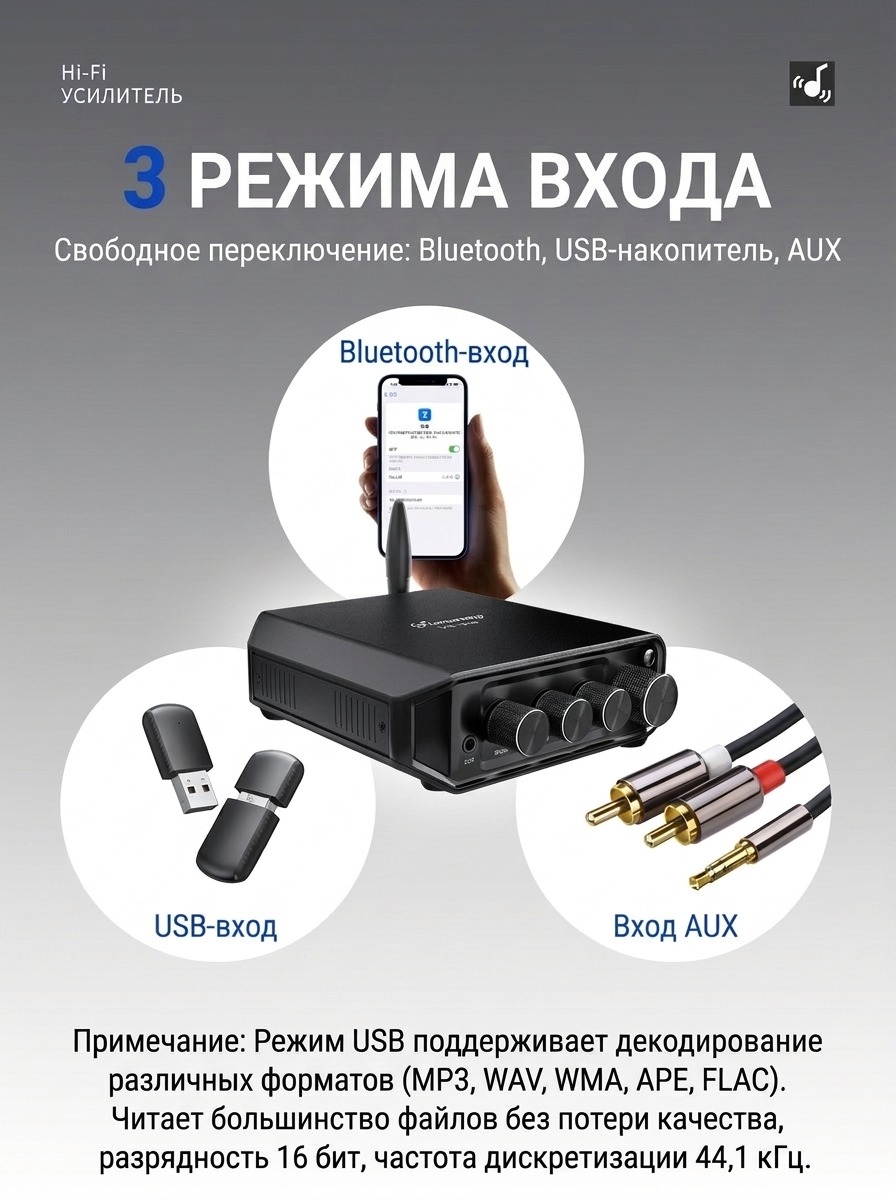 Hi-Fi
УСИЛИТЕЛЬ
3 РЕЖИМА ВХОДА
Свободное переключение: Bluetooth, USB-накопитель, AUX
Bluetooth-вход
USB-вход
Вход AUX
Примечание: Режим USB поддерживает декодирование
различных форматов (MP3, WAV, WMA, APE, FLAC).
Читает большинство файлов без потери качества,
разрядность 16 бит, частота дискретизации 44,1 кГц.